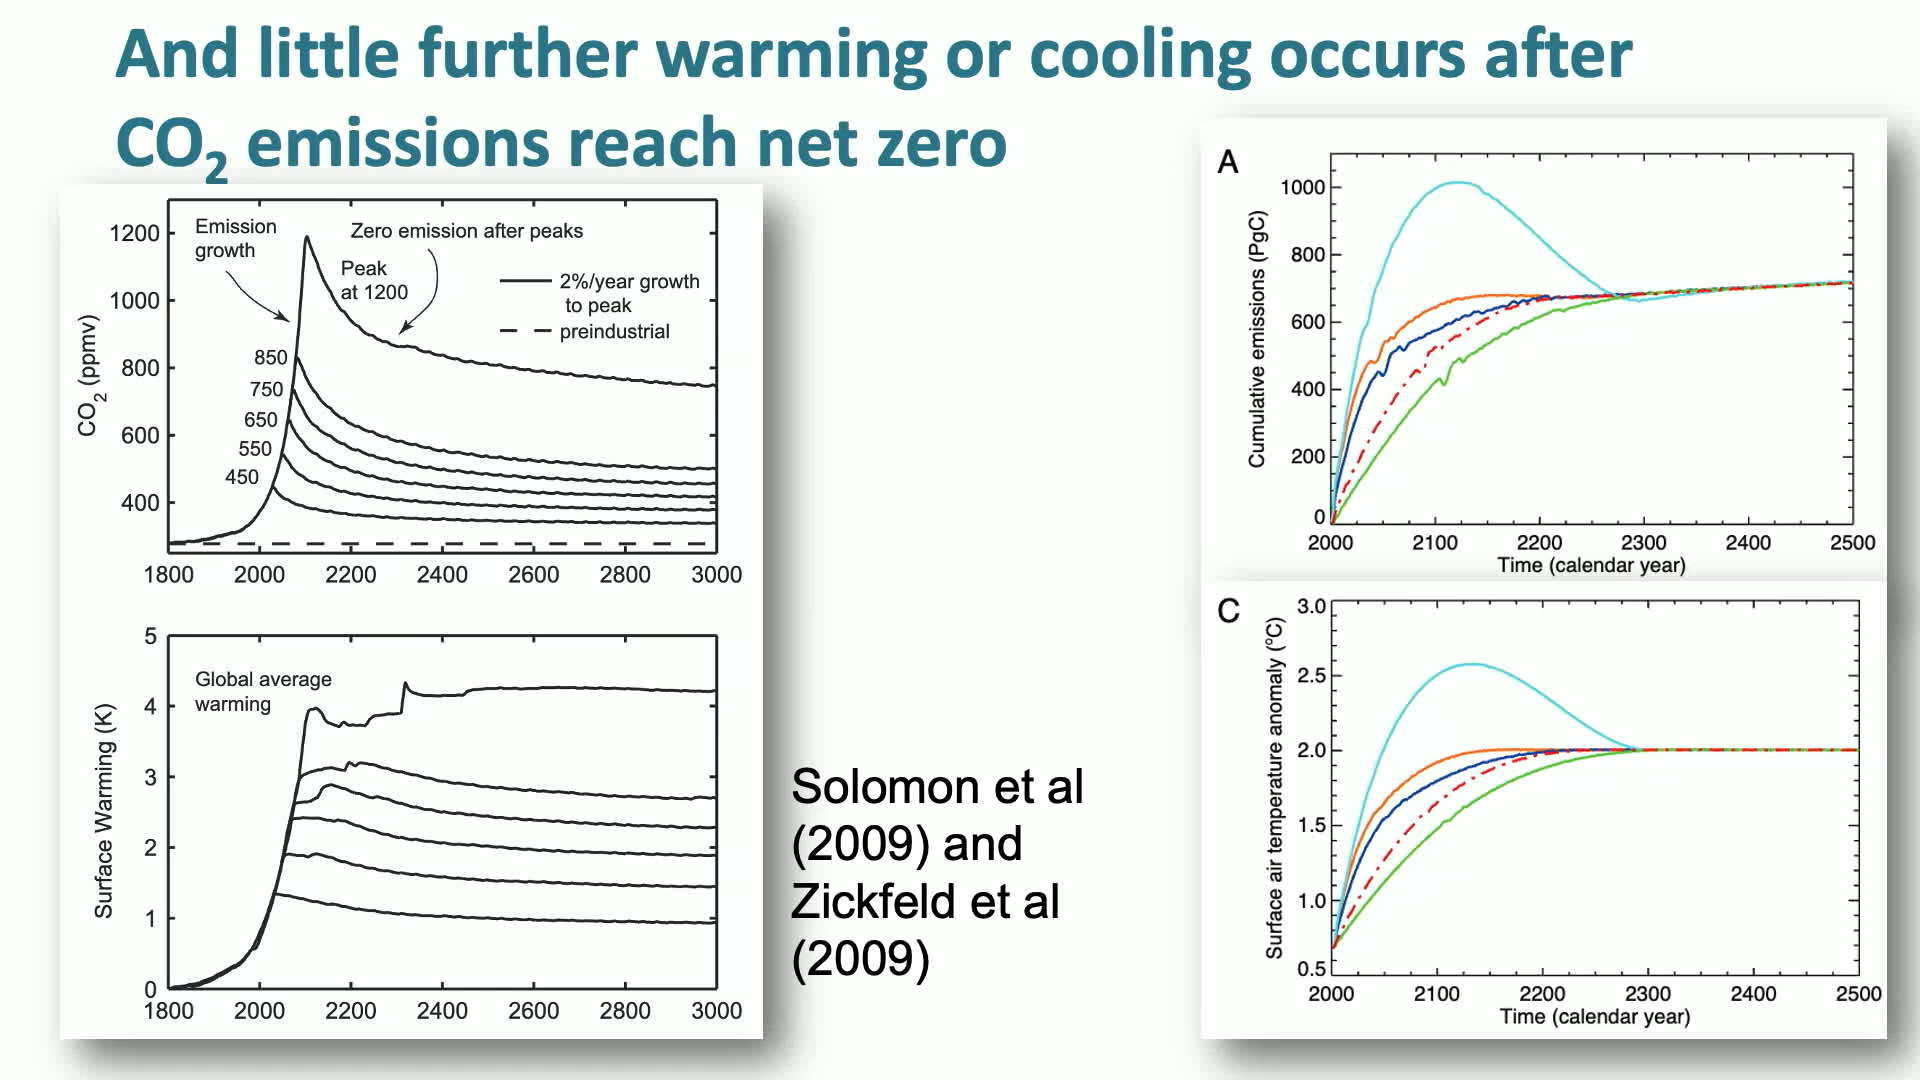 And little further warming or cooling occurs after
CO2 emissions reach net zero
Emission
growth
Zero emission after peaks
Peak
at 1200
2%/year growth
to peak
preindustrial
1200
1000
800
600
400
850
750
650
550
450
CO2 (ppmv)
1800 2000 2200 2400 2600 2800 3000
Global average
warming
5
4
3
2
1
0
Surface Warming (K)
1800 2000 2200 2400 2600 2800 3000
Solomon et al
(2009) and
Zickfeld et al
(2009)
A
1000
800
600
400
200
0
Cumulative emissions (PgC)
2000 2100 2200 2300 2400 2500
Time (calendar year)
C
3.0
2.5
2.0
1.5
1.0
0.5
Surface air temperature anomaly (°C)
2000 2100 2200 2300 2400 2500
Time (calendar year)